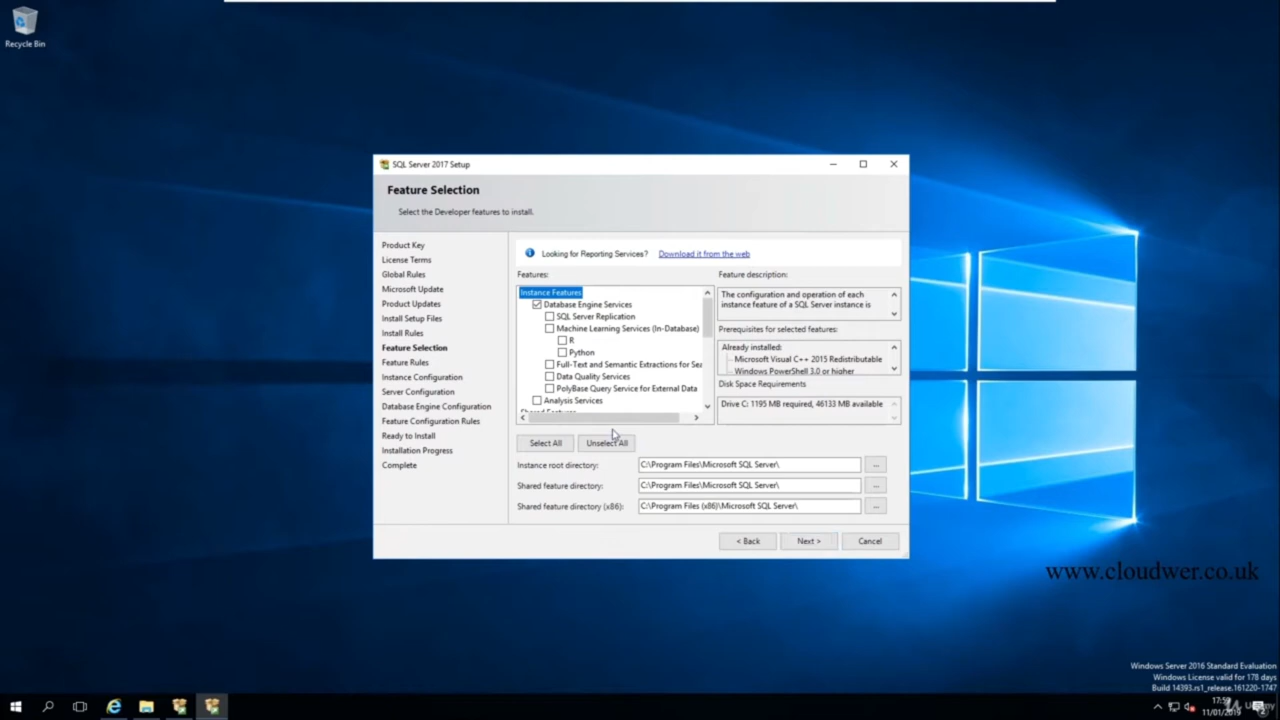 Recycle Bin
SQL Server 2017 Setup
Feature Selection
Select the Developer features to install.
Product Key
License Terms
Global Rules
Microsoft Update
Product Updates
Install Setup Files
Install Rules
Feature Selection
Feature Rules
Instance Configuration
Server Configuration
Database Engine Configuration
Feature Configuration Rules
Ready to Install
Installation Progress
Complete
Looking for Reporting Services? Download it from the web
Features:
Instance Features
Database Engine Services
SQL Server Replication
Machine Learning Services (In-Database)
R
Python
Full-Text and Semantic Extractions for Sea
Data Quality Services
PolyBase Query Service for External Data
Analysis Services
Shared Features
Feature description:
The configuration and operation of each
instance feature of a SQL Server instance is
Prerequisites for selected features:
Already installed:
Microsoft Visual C++ 2015 Redistributable
Windows PowerShell 3.0 or higher
Disk Space Requirements
Drive C: 1195 MB required, 46133 MB available
Select All
Unselect All
Instance root directory: C:\Program Files\Microsoft SQL Server\ ...
Shared feature directory: C:\Program Files\Microsoft SQL Server\ ...
Shared feature directory (x86): C:\Program Files (x86)\Microsoft SQL Server\ ...
< Back
Next >
Cancel
www.cloudwer.co.uk
Windows Server 2016 Standard Evaluation
Windows License valid for 178 days
Build 14393.rs1_release.161220-1747
11/01/2019